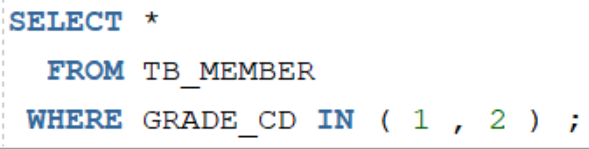 SELECT *
FROM TB_MEMBER
WHERE GRADE_CD IN ( 1 , 2 ) ;